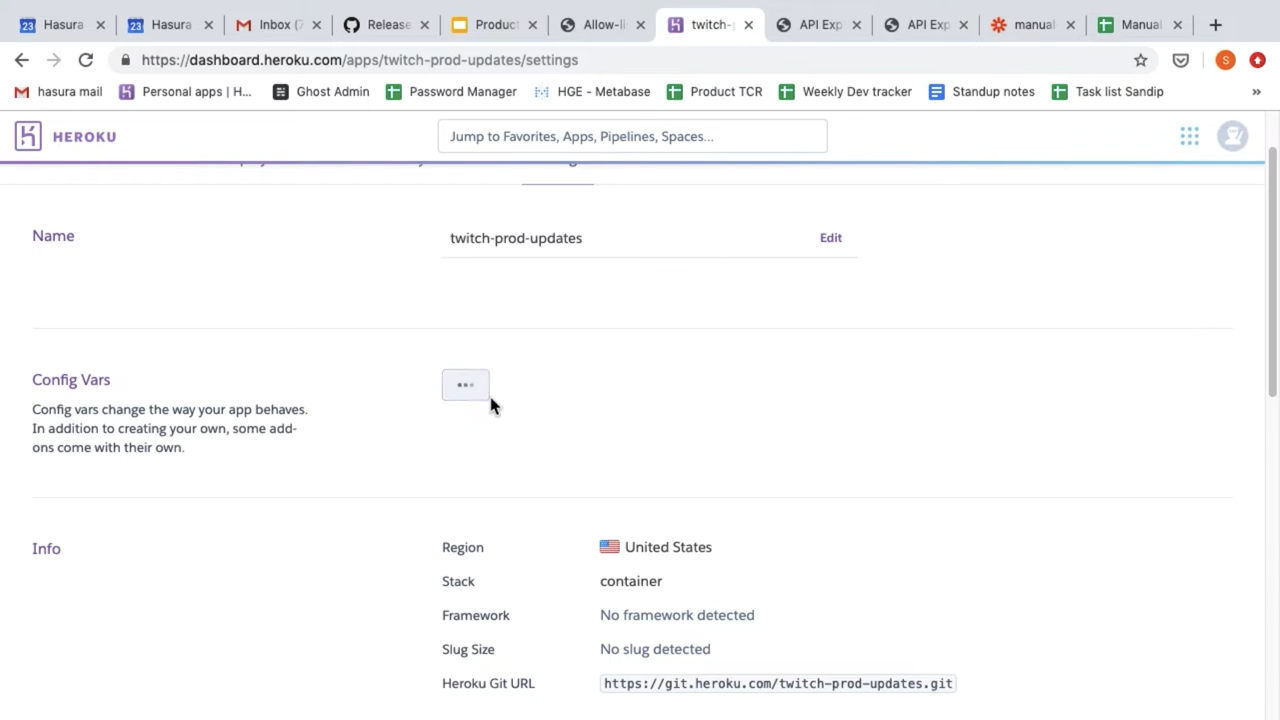 Hasura
Hasura
Inbox (7
Release
Product
Allow-li
twitch-p
API Exp
API Exp
manual
Manual
https://dashboard.heroku.com/apps/twitch-prod-updates/settings
S
hasura mail
Personal apps | H...
Ghost Admin
Password Manager
HGE - Metabase
Product TCR
Weekly Dev tracker
Standup notes
Task list Sandip
»
HEROKU
Jump to Favorites, Apps, Pipelines, Spaces...
Name
twitch-prod-updates
Edit
Config Vars
Config vars change the way your app behaves.
In addition to creating your own, some add-
ons come with their own.
Info
Region
United States
Stack
container
Framework
No framework detected
Slug Size
No slug detected
Heroku Git URL
https://git.heroku.com/twitch-prod-updates.git